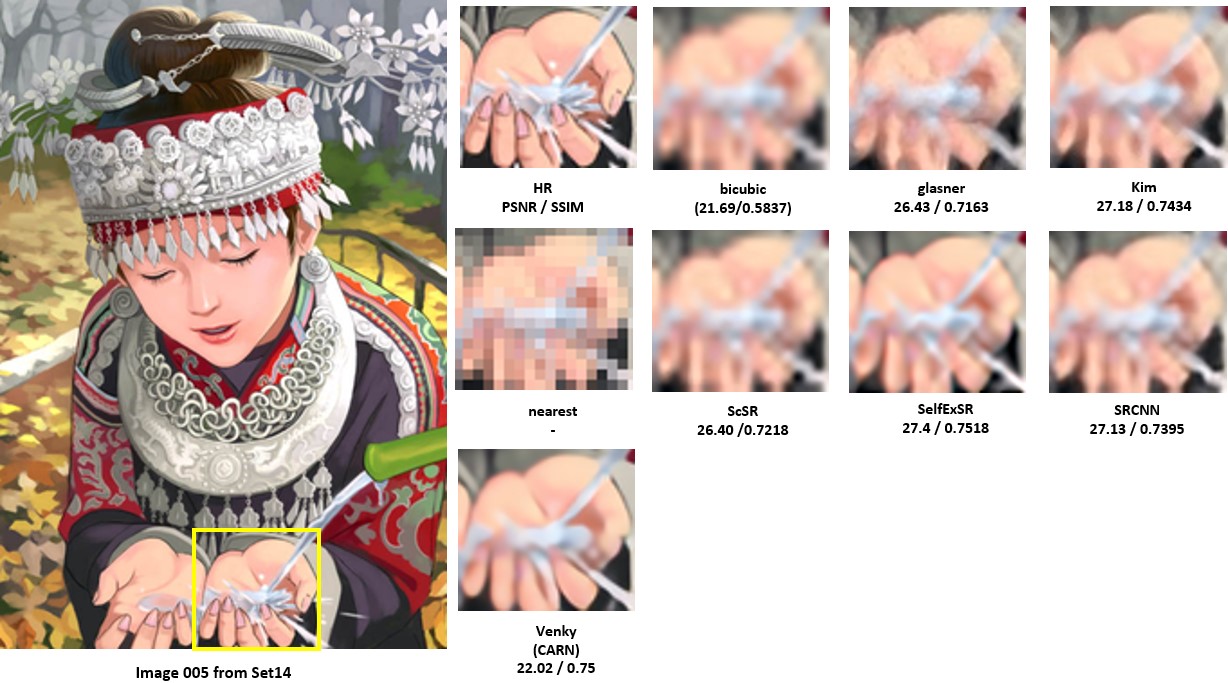 HR
PSNR / SSIM
bicubic
(21.69/0.5837)
glasner
26.43 / 0.7163
Kim
27.18 / 0.7434
nearest
-
ScSR
26.40 /0.7218
SelfExSR
27.4 / 0.7518
SRCNN
27.13 / 0.7395
Venky
(CARN)
22.02 / 0.75
Image 005 from Set14